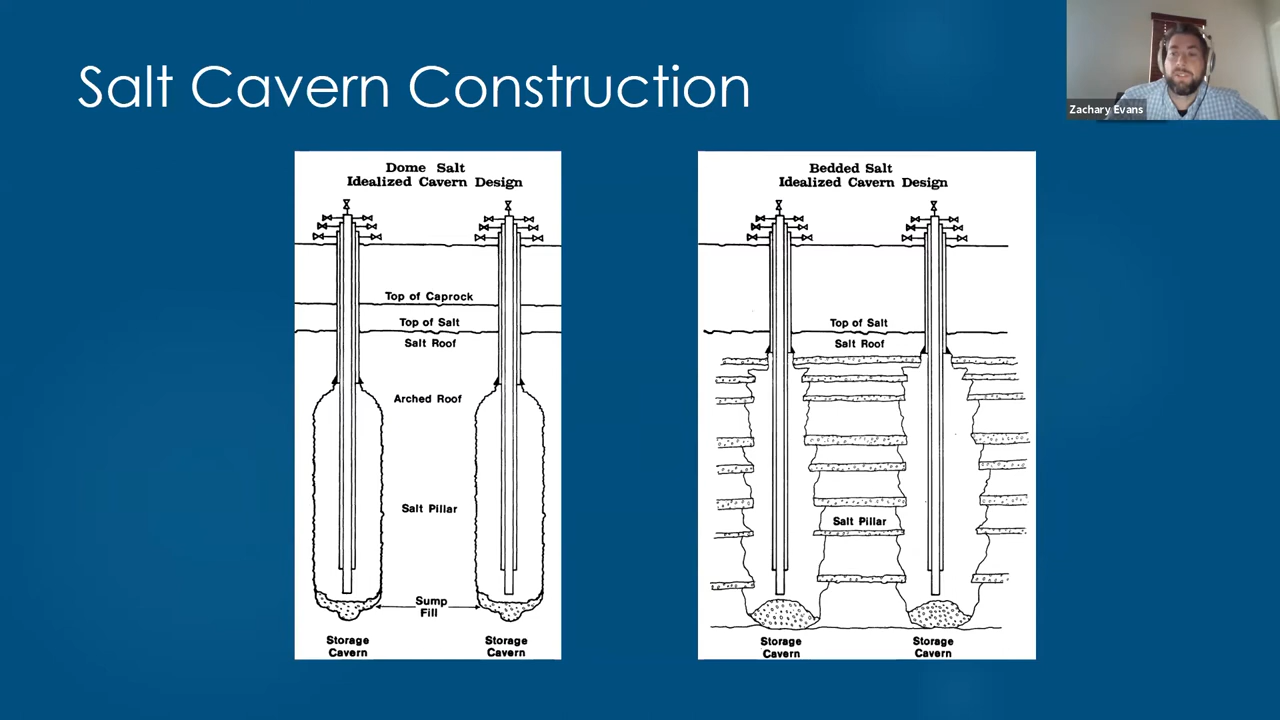 Salt Cavern Construction
Zachary Evans
Dome Salt
Idealized Cavern Design
Top of Caprock
Top of Salt
Salt Roof
Arched Roof
Salt Pillar
Sump
Fill
Storage
Cavern
Storage
Cavern
Bedded Salt
Idealized Cavern Design
Top of Salt
Salt Roof
Salt Pillar
Storage
Cavern
Storage
Cavern